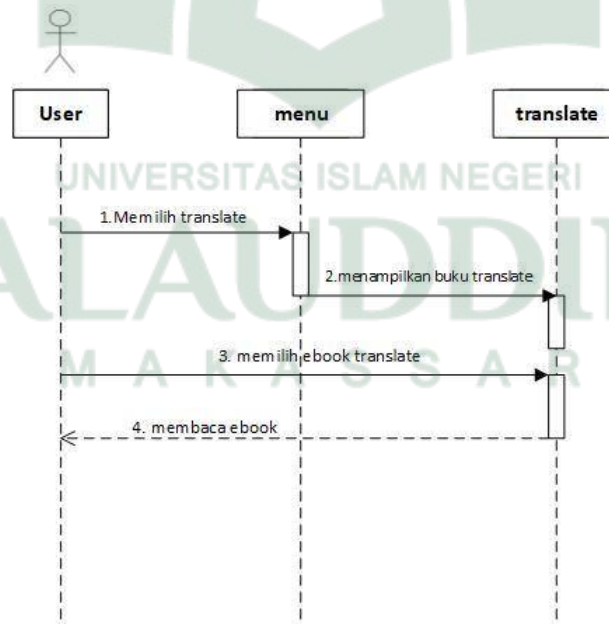 User
menu
translate
UNIVERSITAS ISLAM NEGERI
1.Memilih translate
ALAUDDIN
2.menampilkan buku translate
3. memilih ebook translate
MAKASSAR
4. membaca ebook